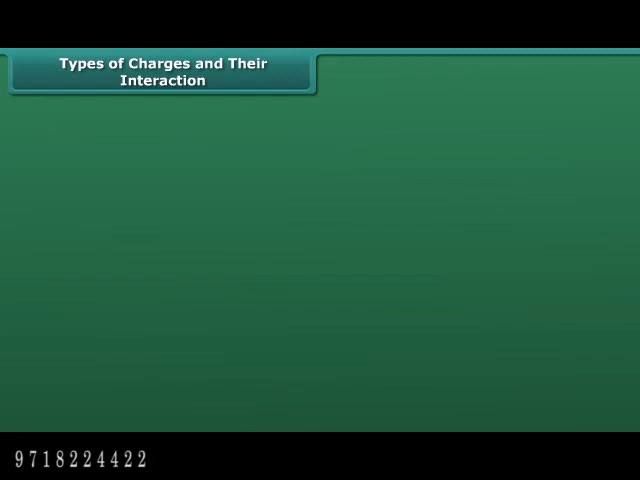 Types of Charges and Their
Interaction
9718224422